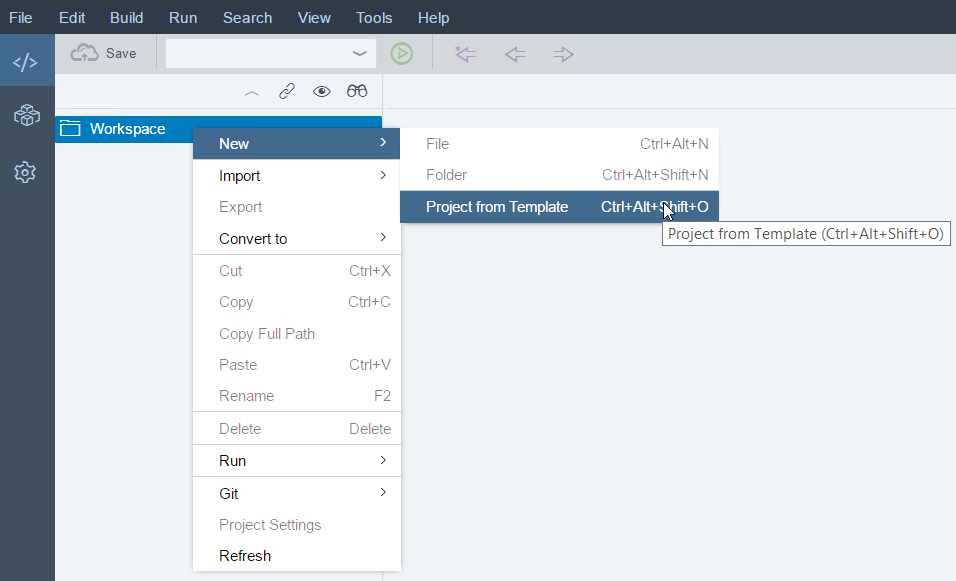 File Edit Build Run Search View Tools Help
Save
Workspace
New
Import
Export
Convert to
Cut Ctrl+X
Copy Ctrl+C
Copy Full Path
Paste Ctrl+V
Rename F2
Delete Delete
Run
Git
Project Settings
Refresh
File Ctrl+Alt+N
Folder Ctrl+Alt+Shift+N
Project from Template Ctrl+Alt+Shift+O
Project from Template (Ctrl+Alt+Shift+O)